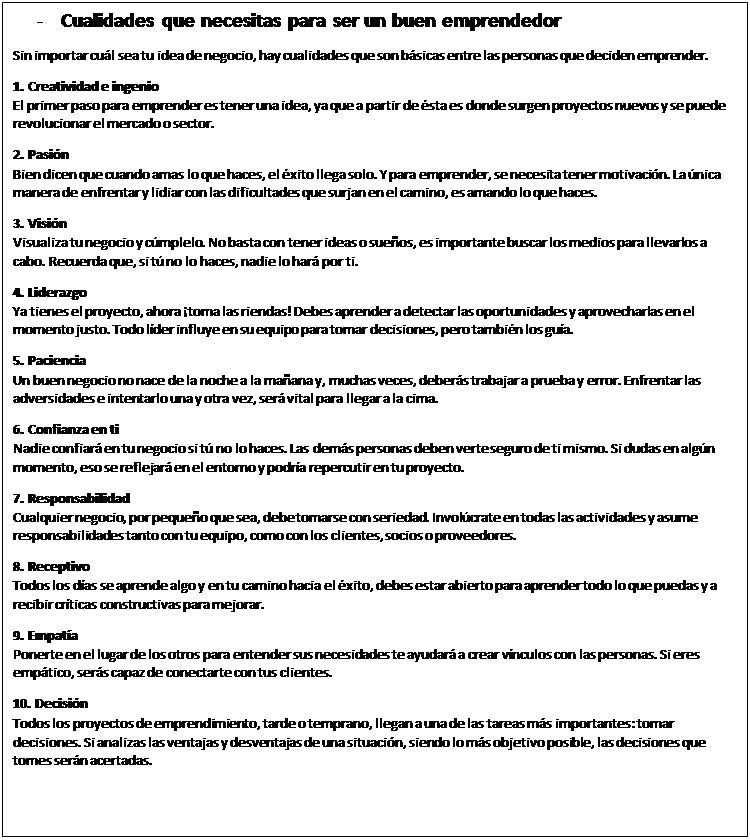 - Cualidades que necesitas para ser un buen emprendedor
Sin importar cuál sea tu idea de negocio, hay cualidades que son básicas entre las personas que deciden emprender.
1. Creatividad e ingenio
El primer paso para emprender es tener una idea, ya que a partir de ésta es donde surgen proyectos nuevos y se puede
revolucionar el mercado o sector.
2. Pasión
Bien dicen que cuando amas lo que haces, el éxito llega solo. Y para emprender, se necesita tener motivación. La única
manera de enfrentar y lidiar con las dificultades que surjan en el camino, es amando lo que haces.
3. Visión
Visualiza tu negocio y cúmplelo. No basta con tener ideas o sueños, es importante buscar los medios para llevarlos a
cabo. Recuerda que, si tú no lo haces, nadie lo hará por ti.
4. Liderazgo
Ya tienes el proyecto, ahora ¡toma las riendas! Debes aprender a detectar las oportunidades y aprovecharlas en el
momento justo. Todo líder influye en su equipo para tomar decisiones, pero también los guía.
5. Paciencia
Un buen negocio no nace de la noche a la mañana y, muchas veces, deberás trabajar a prueba y error. Enfrentar las
adversidades e intentarlo una y otra vez, será vital para llegar a la cima.
6. Confianza en ti
Nadie confiará en tu negocio si tú no lo haces. Las demás personas deben verte seguro de ti mismo. Si dudas en algún
momento, eso se reflejará en el entorno y podría repercutir en tu proyecto.
7. Responsabilidad
Cualquier negocio, por pequeño que sea, debe tomarse con seriedad. Involúcrate en todas las actividades y asume
responsabilidades tanto con tu equipo, como con los clientes, socios o proveedores.
8. Receptivo
Todos los días se aprende algo y en tu camino hacia el éxito, debes estar abierto para aprender todo lo que puedas y a
recibir críticas constructivas para mejorar.
9. Empatía
Ponerte en el lugar de los otros para entender sus necesidades te ayudará a crear vínculos con las personas. Si eres
empático, serás capaz de conectarte con tus clientes.
10. Decisión
Todos los proyectos de emprendimiento, tarde o temprano, llegan a una de las tareas más importantes: tomar
decisiones. Si analizas las ventajas y desventajas de una situación, siendo lo más objetivo posible, las decisiones que
tomes serán acertadas.